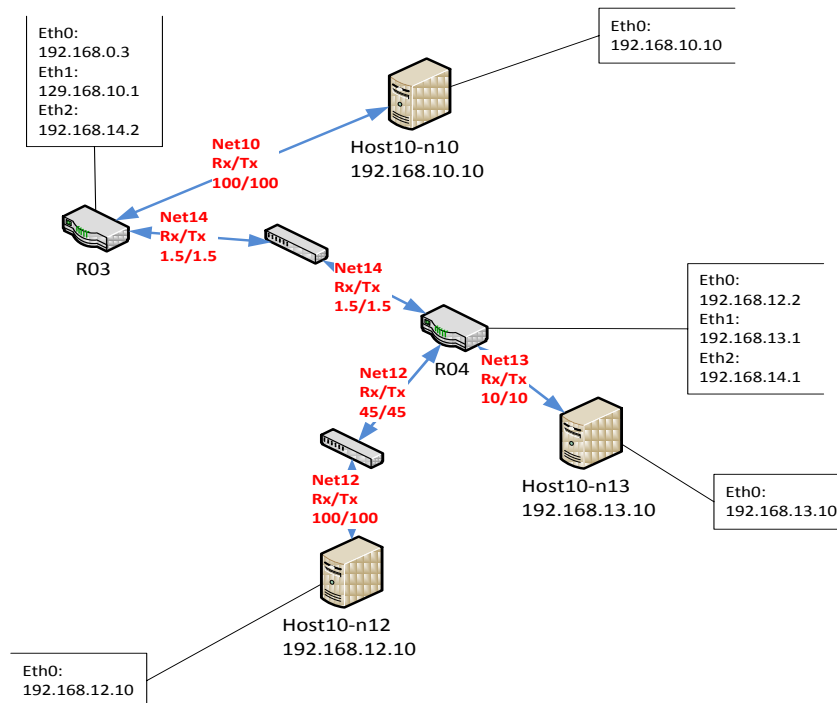 Eth0:
192.168.0.3
Eth1:
129.168.10.1
Eth2:
192.168.14.2
Eth0:
192.168.10.10
Net10
Rx/Tx
100/100
Host10-n10
192.168.10.10
R03
Net14
Rx/Tx
1.5/1.5
Net14
Rx/Tx
1.5/1.5
Eth0:
192.168.12.2
Eth1:
192.168.13.1
Eth2:
192.168.14.1
R04
Net12
Rx/Tx
45/45
Net13
Rx/Tx
10/10
Net12
Rx/Tx
100/100
Host10-n13
192.168.13.10
Eth0:
192.168.13.10
Host10-n12
192.168.12.10
Eth0:
192.168.12.10